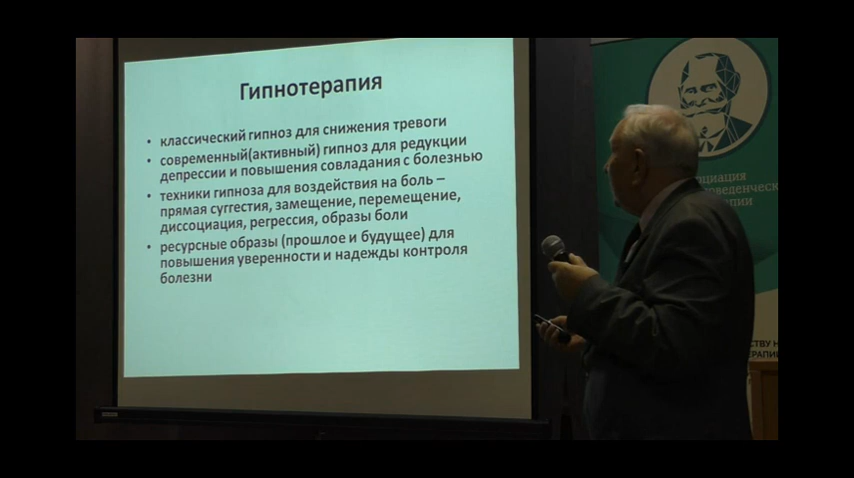 Гипнотерапия
• классический гипноз для снижения тревоги
• современный(активный) гипноз для редукции
депрессии и повышения совладания с болезнью
• техники гипноза для воздействия на боль –
прямая суггестия, замещение, перемещение,
диссоциация, регрессия, образы боли
• ресурсные образы (прошлое и будущее) для
повышения уверенности и надежды контроля
болезни